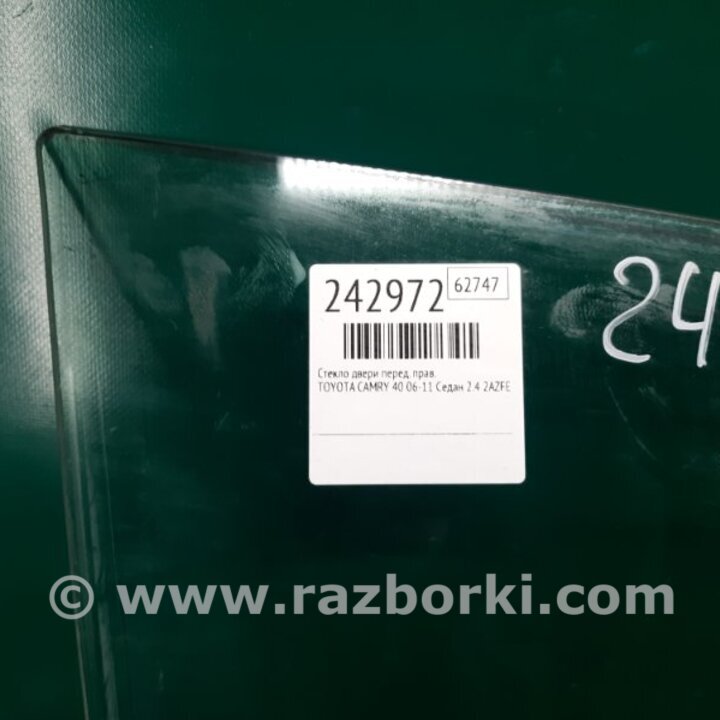 242972
62747
Стекло двери перед. прав.
TOYOTA CAMRY 40 06-11 Седан 2.4 2AZFE
24
© www.razborki.com